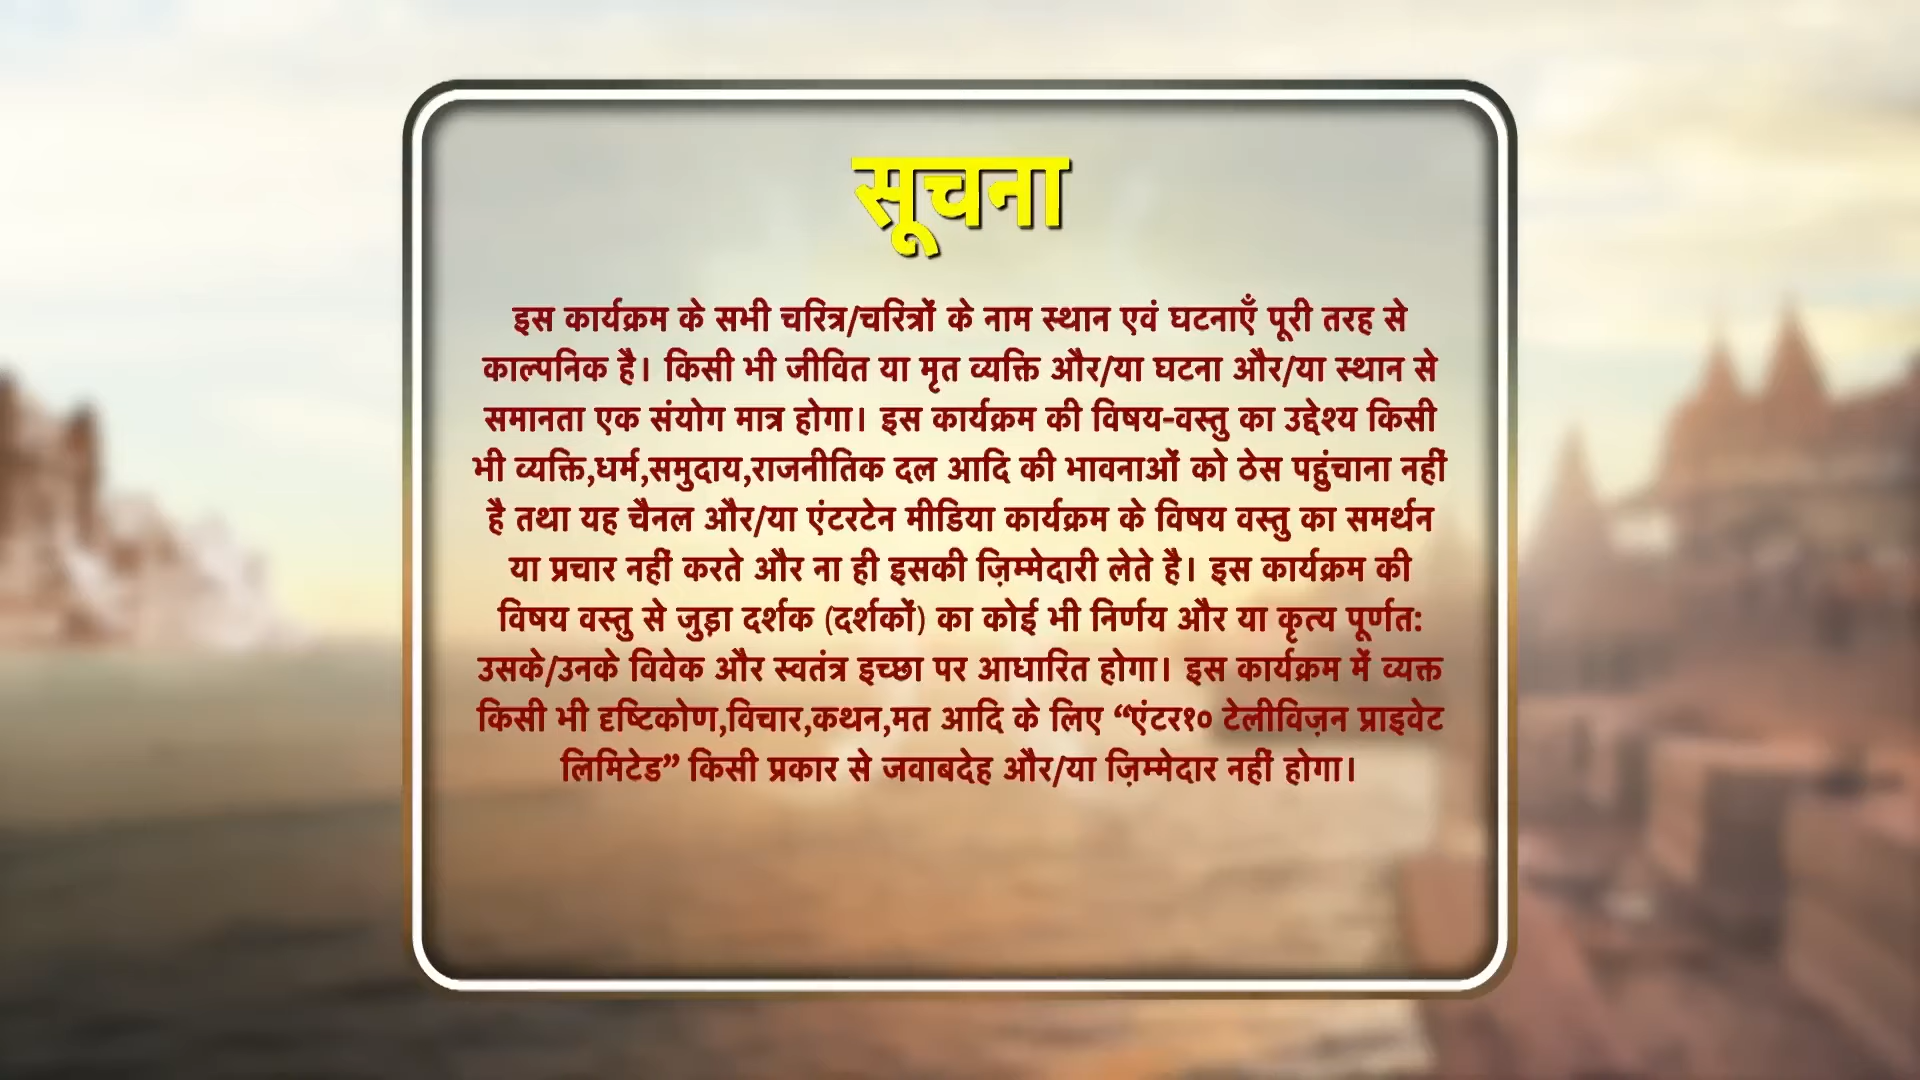 सूचना
इस कार्यक्रम के सभी चरित्र/चरित्रों के नाम स्थान एवं घटनाएँ पूरी तरह से
काल्पनिक है। किसी भी जीवित या मृत व्यक्ति और/या घटना और/या स्थान से
समानता एक संयोग मात्र होगा। इस कार्यक्रम की विषय-वस्तु का उद्देश्य किसी
भी व्यक्ति,धर्म,समुदाय,राजनीतिक दल आदि की भावनाओं को ठेस पहुंचाना नहीं
है तथा यह चैनल और/या एंटरटेन मीडिया कार्यक्रम के विषय वस्तु का समर्थन
या प्रचार नहीं करते और ना ही इसकी ज़िम्मेदारी लेते है। इस कार्यक्रम की
विषय वस्तु से जुड़ा दर्शक (दर्शकों) का कोई भी निर्णय और या कृत्य पूर्णत:
उसके/उनके विवेक और स्वतंत्र इच्छा पर आधारित होगा। इस कार्यक्रम में व्यक्त
किसी भी दृष्टिकोण,विचार,कथन,मत आदि के लिए “एंटर१० टेलीविज़न प्राइवेट
लिमिटेड” किसी प्रकार से जवाबदेह और/या ज़िम्मेदार नहीं होगा।